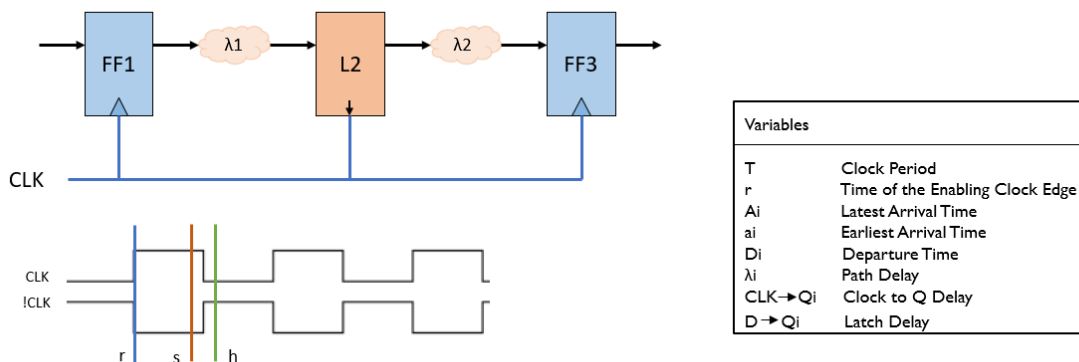 FF1 λ1 L2 λ2 FF3
CLK
CLK
!CLK
r s h
Variables
T Clock Period
r Time of the Enabling Clock Edge
Ai Latest Arrival Time
ai Earliest Arrival Time
Di Departure Time
λi Path Delay
CLK→Qi Clock to Q Delay
D→Qi Latch Delay